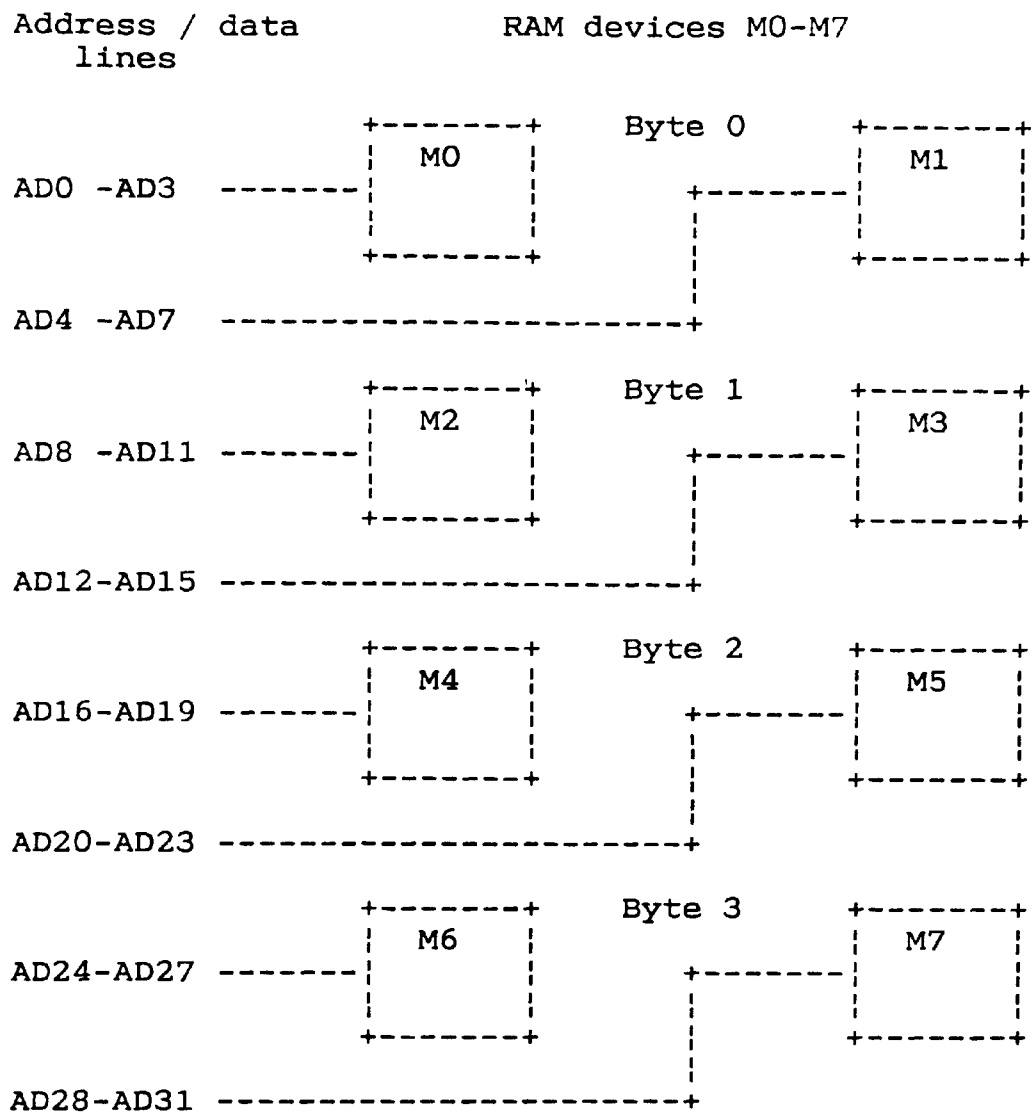 Address / data RAM devices M0-M7
lines
Byte 0
M0 M1
AD0 -AD3
AD4 -AD7
Byte 1
M2 M3
AD8 -AD11
AD12-AD15
Byte 2
M4 M5
AD16-AD19
AD20-AD23
Byte 3
M6 M7
AD24-AD27
AD28-AD31